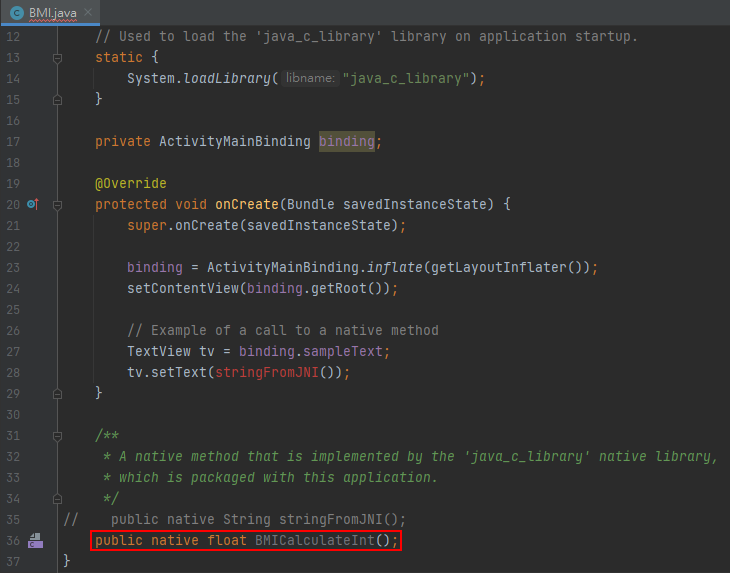 BMI.java
12 // Used to load the 'java_c_library' library on application startup.
13 static {
14 System.loadLibrary( libname: "java_c_library");
15 }
16
17 private ActivityMainBinding binding;
18
19 @Override
20 protected void onCreate(Bundle savedInstanceState) {
21 super.onCreate(savedInstanceState);
22
23 binding = ActivityMainBinding.inflate(getLayoutInflater());
24 setContentView(binding.getRoot());
25
26 // Example of a call to a native method
27 TextView tv = binding.sampleText;
28 tv.setText(stringFromJNI());
29 }
30
31 /**
32 * A native method that is implemented by the 'java_c_library' native library,
33 * which is packaged with this application.
34 */
35 // public native String stringFromJNI();
36 public native float BMICalculateInt();
37 }